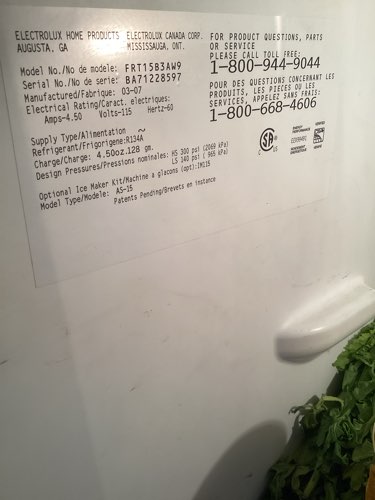 ELECTROLUX HOME PRODUCTS ELECTROLUX CANADA CORP.
AUGUSTA, GA MISSISSAUGA, ONT.
FOR PRODUCT QUESTIONS, PARTS
OR SERVICE
PLEASE CALL TOLL FREE:
1-800-944-9044
POUR DES QUESTIONS CONCERNANT LES
PRODUITS, LES PIECES OU LES
SERVICES, APPELEZ SANS FRAIS:
1-800-668-4606
Model No./No de modele: FRT15B3AW9
Serial No./No de serie: BA71228597
Manufactured/Fabrique: 03-07
Electrical Rating/Caract. electriques:
Amps-4.50 Volts-115 Hertz-60
Supply Type/Alimentation ~
Refrigerant/Frigorigene:R134A
Charge/Charge: 4.50oz.128 gm.
Design Pressures/Pressions nominales: HS 300 psi (2069 kPa)
LS 140 psi ( 965 kPa)
Optional Ice Maker Kit/Machine a glacons (opt):IM115
Model Type/Modele: AS-15
Patents Pending/Brevets en instance
CSA
C US
VERIFIED